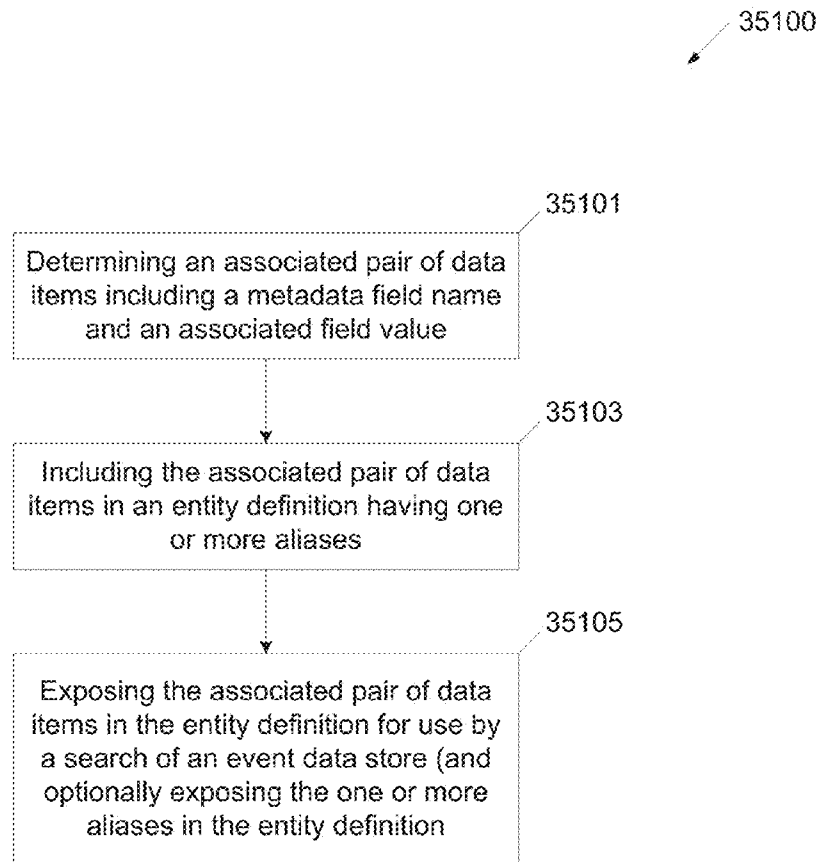 35100
35101
Determining an associated pair of data
items including a metadata field name
and an associated field value
35103
Including the associated pair of data
items in an entity definition having one
or more aliases
35105
Exposing the associated pair of data
items in the entity definition for use by
a search of an event data store (and
optionally exposing the one or more
aliases in the entity definition